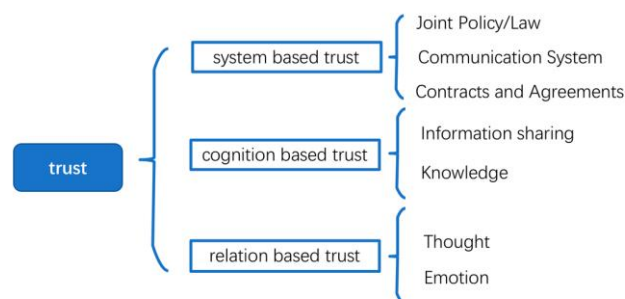 Joint Policy/Law
system based trust
Communication System
Contracts and Agreements
Information sharing
trust
cognition based trust
Knowledge
Thought
relation based trust
Emotion